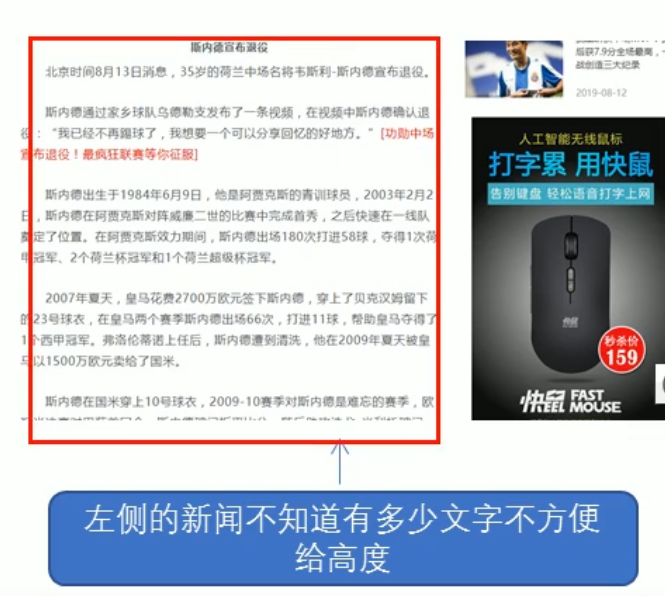 斯内德宣布退役
北京时间8月13日消息，35岁的荷兰中场名将韦斯利-斯内德宣布退役。
斯内德通过家乡球队乌德勒支发布了一条视频，在视频中斯内德确认退
役：“我已经不再踢球了，我想要一个可以分享回忆的好地方。”[功勋中场
宣布退役！最疯狂联赛等你征服]
斯内德出生于1984年6月9日，他是阿贾克斯的青训球员，2003年2月2
日，斯内德在阿贾克斯对阵威廉二世的比赛中完成首秀，之后快速在一线队
奠定了位置。在阿贾克斯效力期间，斯内德出场180次打进58球，夺得1次荷
甲冠军、2个荷兰杯冠军和1个荷兰超级杯冠军。
2007年夏天，皇马花费2700万欧元签下斯内德，穿上了贝克汉姆留下
的23号球衣，在皇马两个赛季斯内德出场66次，打进11球，帮助皇马夺得了
1个西甲冠军。弗洛伦蒂诺上任后，斯内德遭到清洗，他在2009年夏天被皇
马以1500万欧元卖给了国米。
斯内德在国米穿上10号球衣，2009-10赛季对斯内德是难忘的赛季，欧
后获7.9分全场最高，一
战创造三大纪录
2019-08-12
人工智能无线鼠标
打字累 用快鼠
告别键盘 轻松语音打字上网
秒杀价
159
快鼠 FAST
MOUSE
左侧的新闻不知道有多少文字不方便
给高度